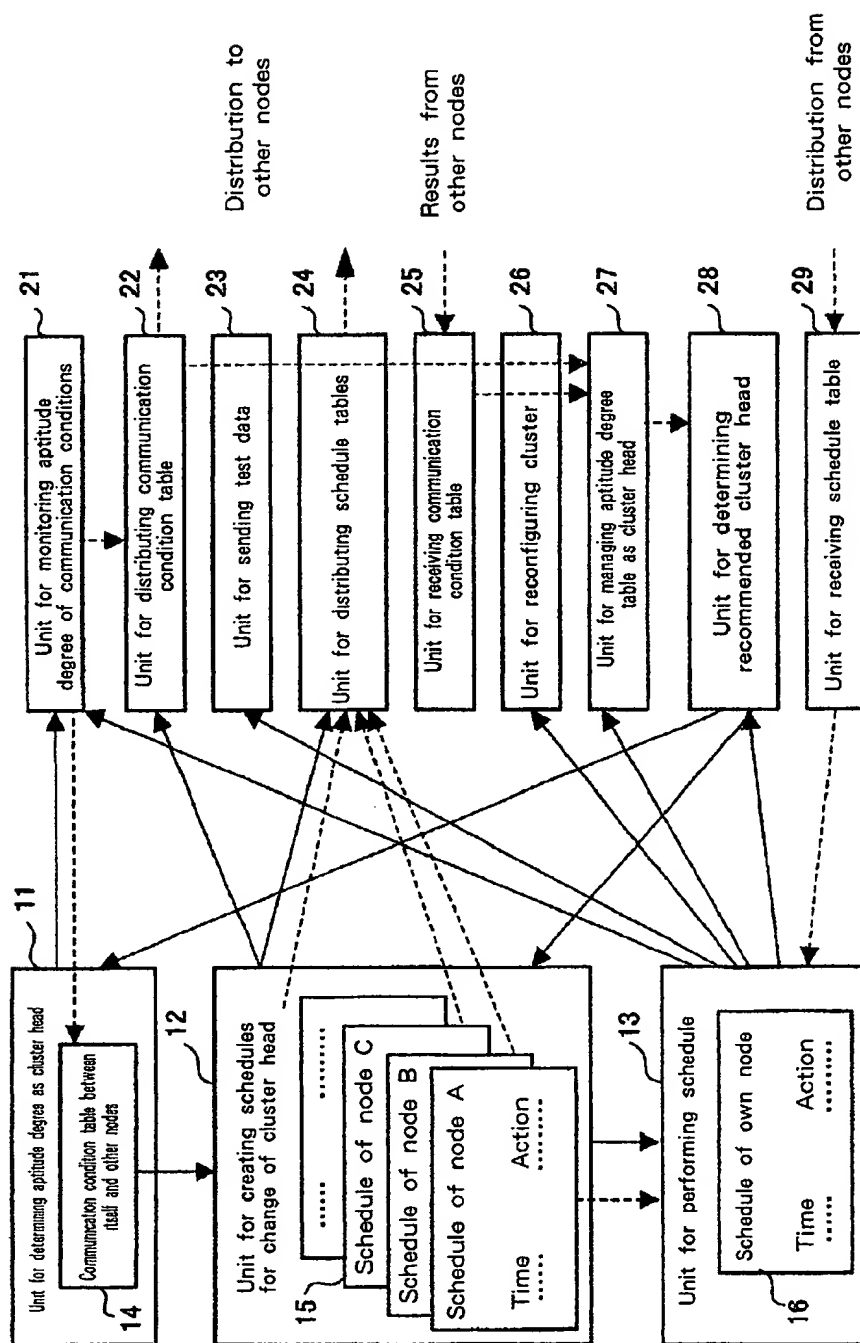 11
Unit for determining aptitude degree as cluster head
Communication condition table between
itself and other nodes
14
12
Unit for creating schedules
for change of cluster head
15
........
..........
Schedule of node C
Schedule of node B
Schedule of node A
Time
Action
......
........
13
Unit for performing schedule
Schedule of own node
Time
Action
......
........
16
21
Unit for monitoring aptitude
degree of communication conditions
22
Unit for distributing communication
condition table
23
Unit for sending test data
24
Unit for distributing schedule tables
25
Unit for receiving communication
condition table
26
Unit for reconfiguring cluster
27
Unit for managing aptitude degree
table as cluster head
28
Unit for determining
recommended cluster head
29
Unit for receiving schedule table
Distribution to
other nodes
Results from
other nodes
Distribution from
other nodes